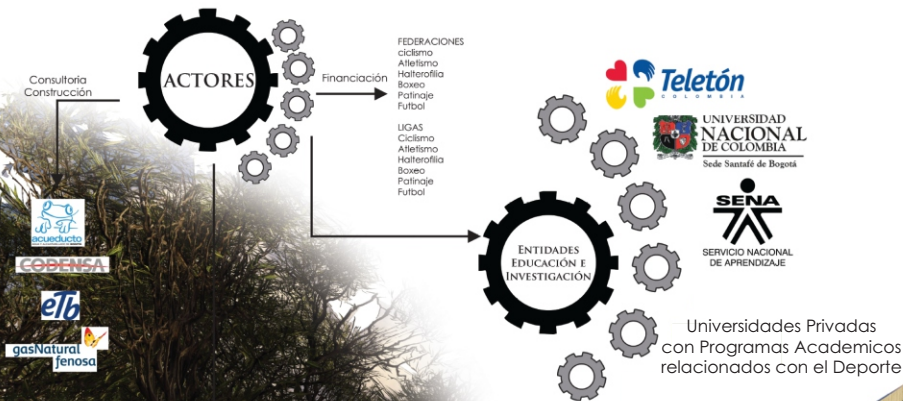 ACTORES
Consultoría
Construcción
Financiación
FEDERACIONES
ciclismo
Atletismo
Halterofilia
Boxeo
Patinaje
Futbol
LIGAS
Ciclismo
Atletismo
Halterofilia
Boxeo
Patinaje
Futbol
acueducto
CODENSA
eTb
gasNatural
fenosa
ENTIDADES
EDUCACIÓN E
INVESTIGACIÓN
Teletón
COLOMBIA
UNIVERSIDAD
NACIONAL
DE COLOMBIA
Sede Santafé de Bogotá
SENA
SERVICIO NACIONAL
DE APRENDIZAJE
Universidades Privadas
con Programas Academicos
relacionados con el Deporte